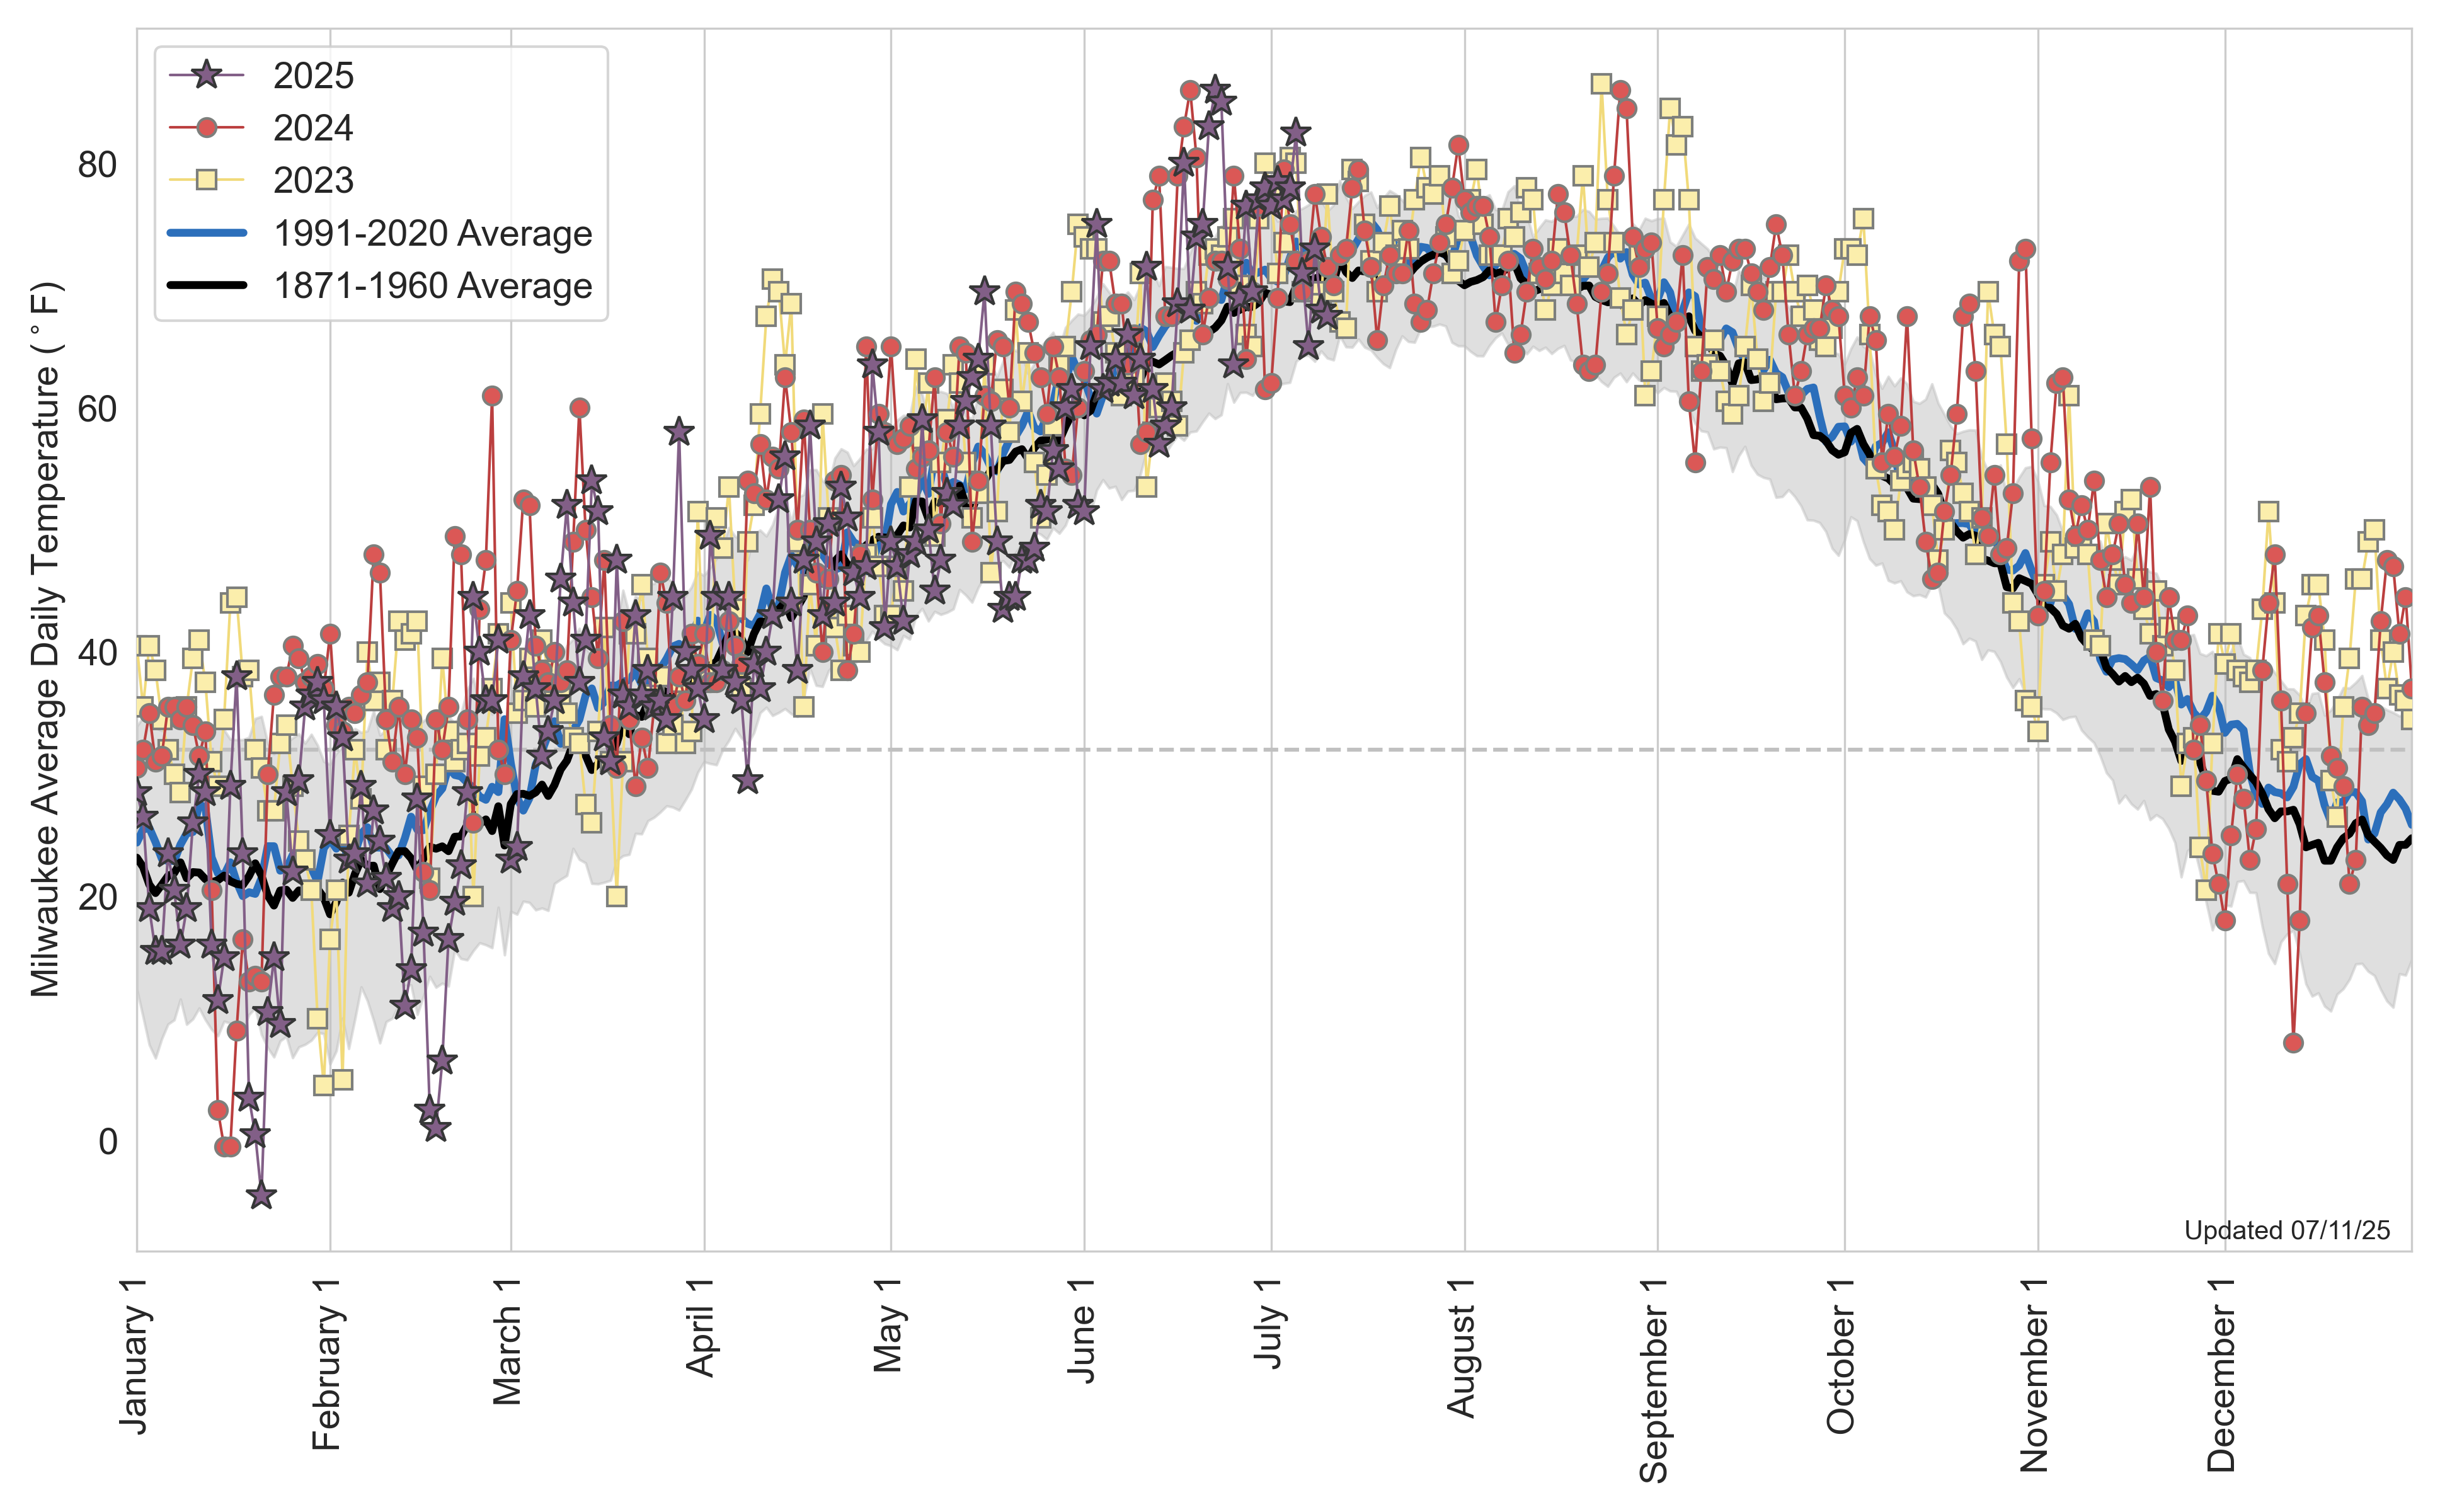 2025
2024
2023
1991-2020 Average
1871-1960 Average
Milwaukee Average Daily Temperature (°F)
80
60
40
20
0
Updated 07/11/25
January 1
February 1
March 1
April 1
May 1
June 1
July 1
August 1
September 1
October 1
November 1
December 1